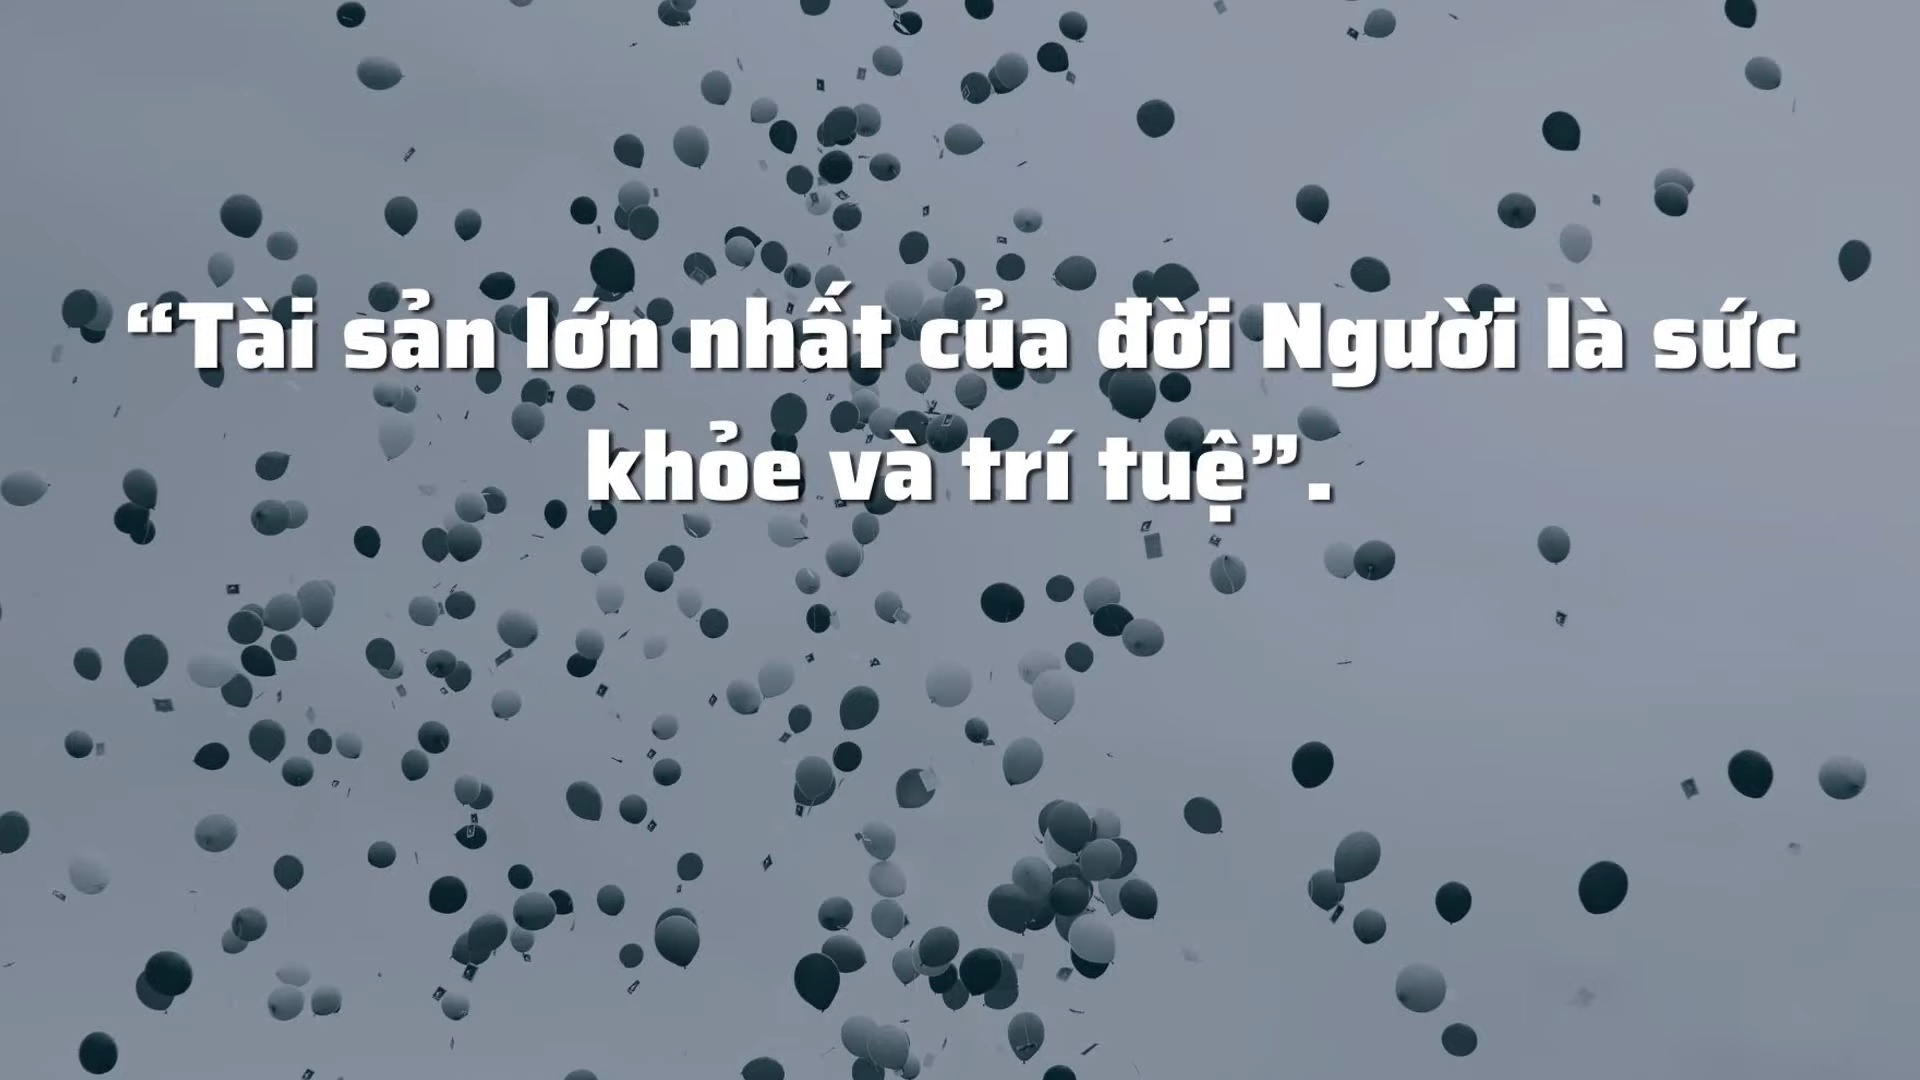 “Tài sản lớn nhất của đời Người là sức
khỏe và trí tuệ”.